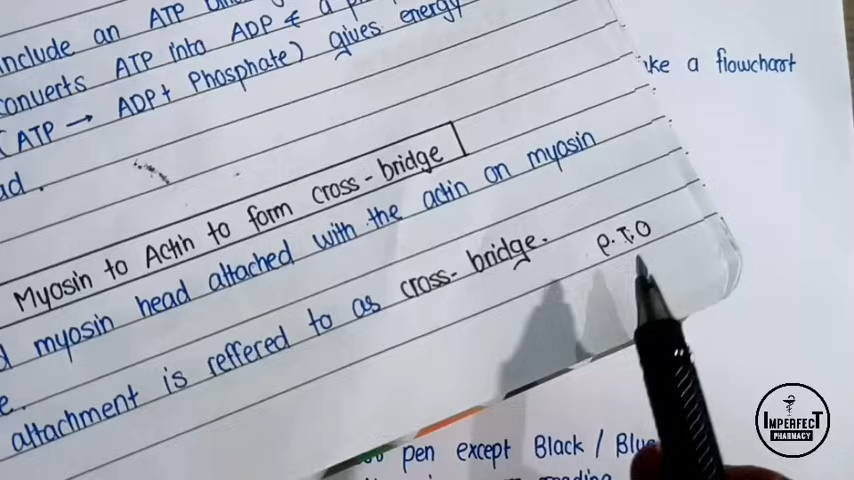 include an ATP
converts ATP into ADP & a
(ATP → ADP + Phosphate) gives energy
ad.
Myosin to Actin to form cross-bridge
myosin head attached with the actin on myosin
e.
attachment is reffered to as cross-bridge.
P.T.O
ke a flowchart
pen except Black / Blue
IMPERFECT
PHARMACY